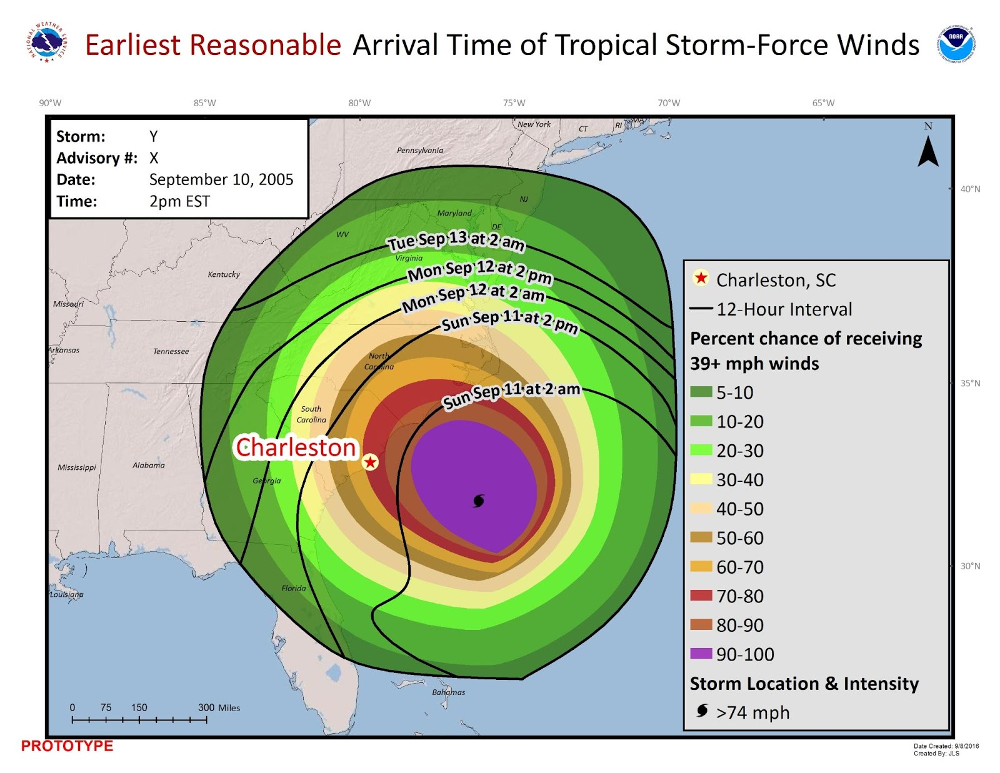 NATIONAL WEATHER SERVICE
Earliest Reasonable Arrival Time of Tropical Storm-Force Winds
NOAA
90°W 85°W 80°W 75°W 70°W 65°W
Storm: Y
Advisory #: X
Date: September 10, 2005
Time: 2pm EST
New York
CT
RI
MA
N
Pennsylvania
40°N
NJ
Maryland
DE
WV
Tue Sep 13 at 2 am
Virginia
Mon Sep 12 at 2 pm
Kentucky
Mon Sep 12 at 2 am
Missouri
Sun Sep 11 at 2 pm
Arkansas
Tennessee
North
Carolina
35°N
Sun Sep 11 at 2 am
South
Carolina
Charleston
Mississippi
Alabama
Georgia
30°N
Florida
Louisiana
Bahamas
0 75 150 300 Miles
Charleston, SC
12-Hour Interval
Percent chance of receiving
39+ mph winds
5-10
10-20
20-30
30-40
40-50
50-60
60-70
70-80
80-90
90-100
Storm Location & Intensity
>74 mph
PROTOTYPE
Date Created: 9/8/2016
Created By: JLS